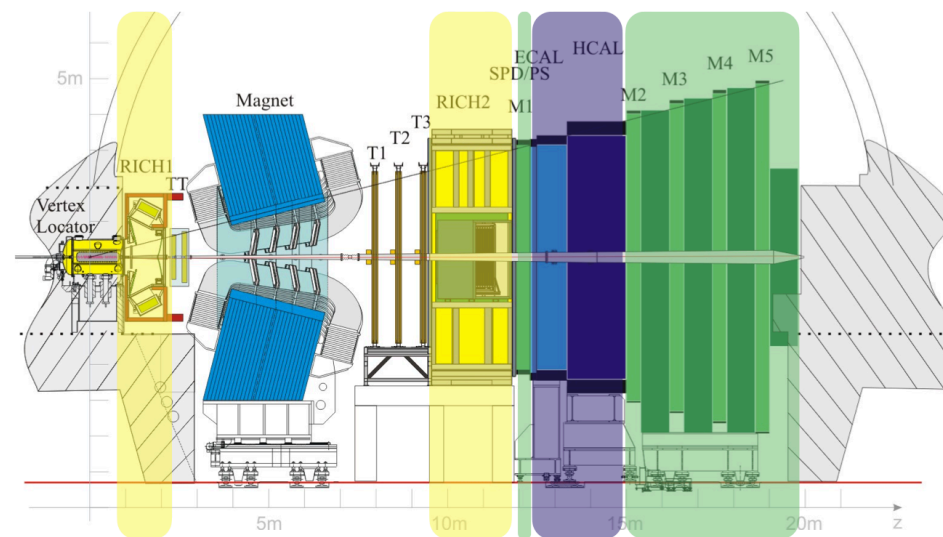 5m
Vertex
Locator
RICH1
TT
Magnet
T1
T2
T3
RICH2
SPD/PS
M1
ECAL
HCAL
M2
M3
M4
M5
5m
10m
15m
20m
z